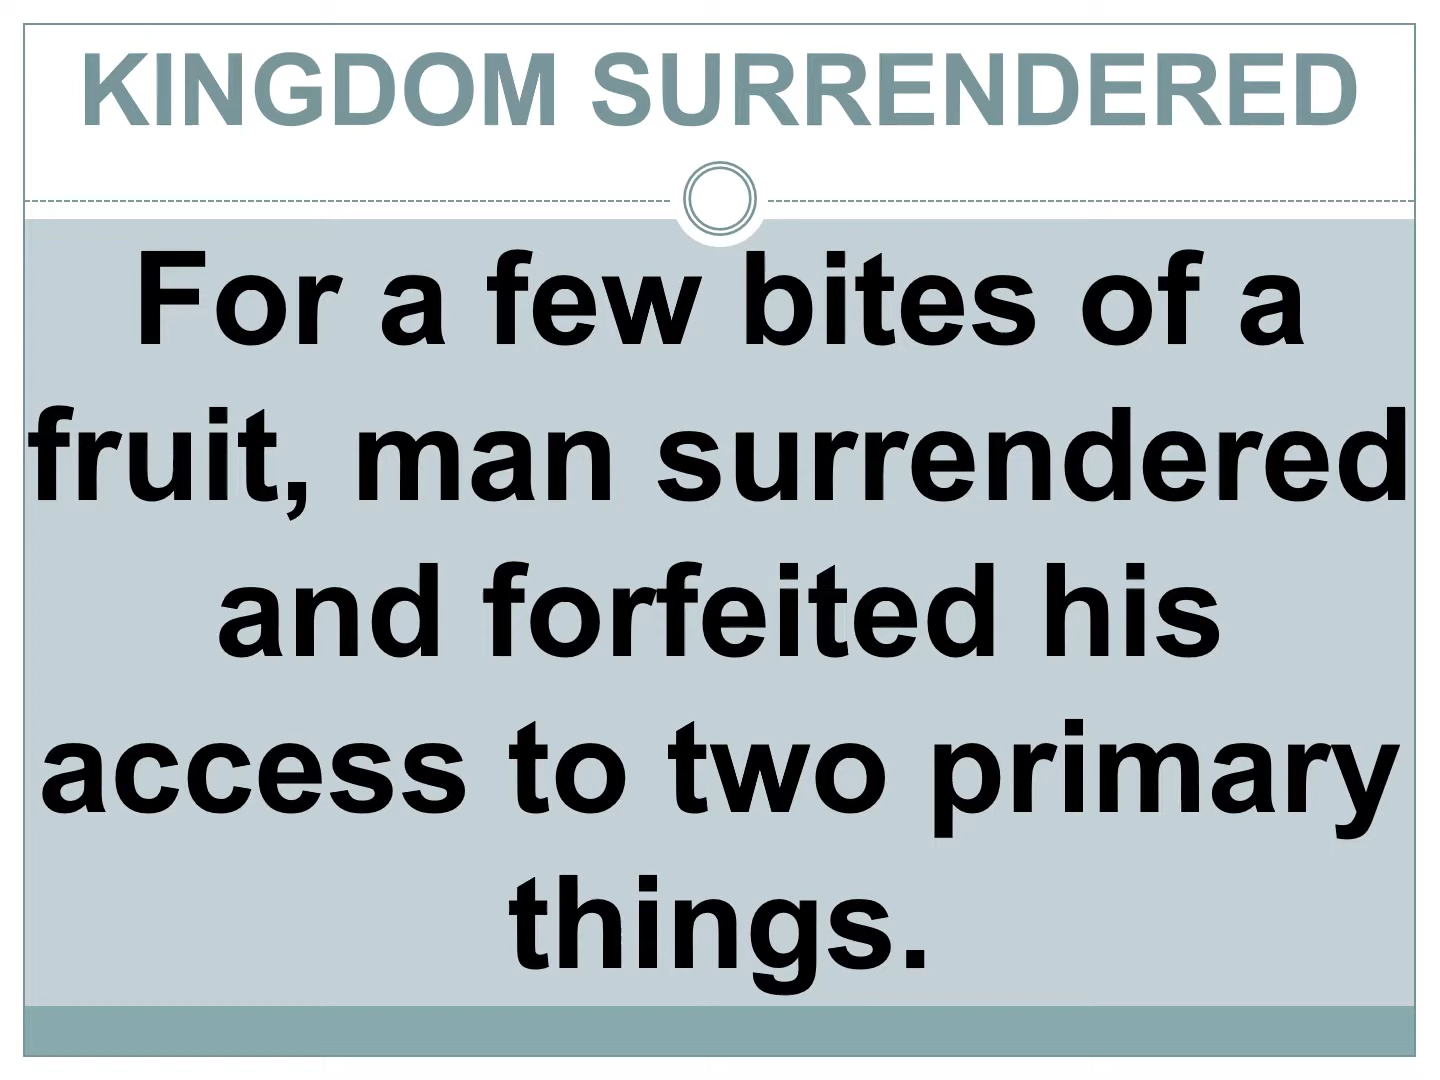 KINGDOM SURRENDERED
For a few bites of a
fruit, man surrendered
and forfeited his
access to two primary
things.